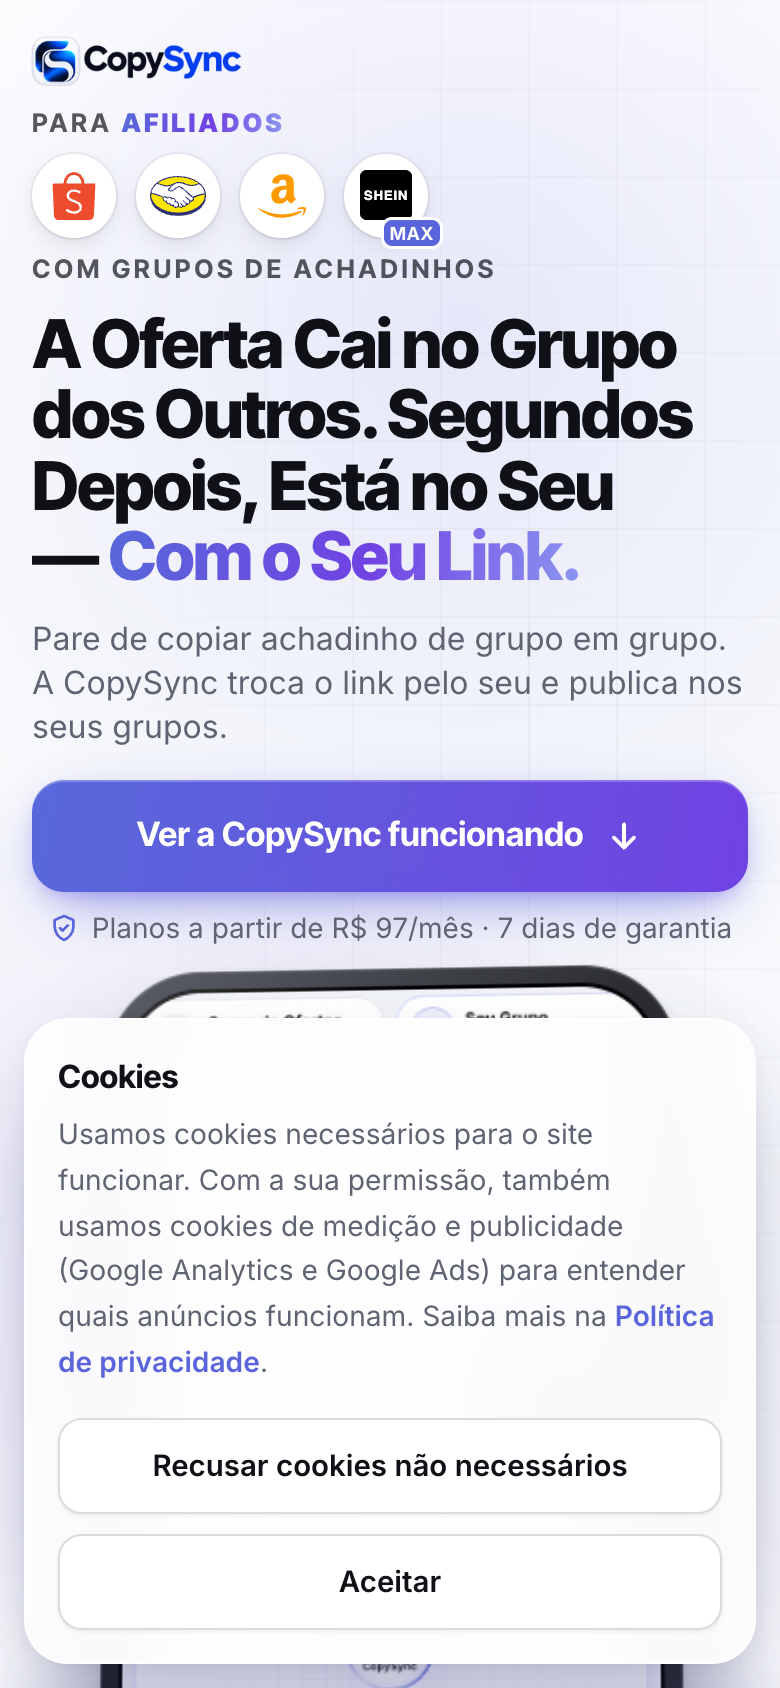 CopySync
PARA AFILIADOS
SHEIN
MAX
COM GRUPOS DE ACHADINHOS
A Oferta Cai no Grupo
dos Outros. Segundos
Depois, Está no Seu
— Com o Seu Link.
Pare de copiar achadinho de grupo em grupo.
A CopySync troca o link pelo seu e publica nos
seus grupos.
Ver a CopySync funcionando
Planos a partir de R$ 97/mês · 7 dias de garantia
Seu Grupo
Cookies
Usamos cookies necessários para o site
funcionar. Com a sua permissão, também
usamos cookies de medição e publicidade
(Google Analytics e Google Ads) para entender
quais anúncios funcionam. Saiba mais na Política
de privacidade.
Recusar cookies não necessários
Aceitar
CopySync